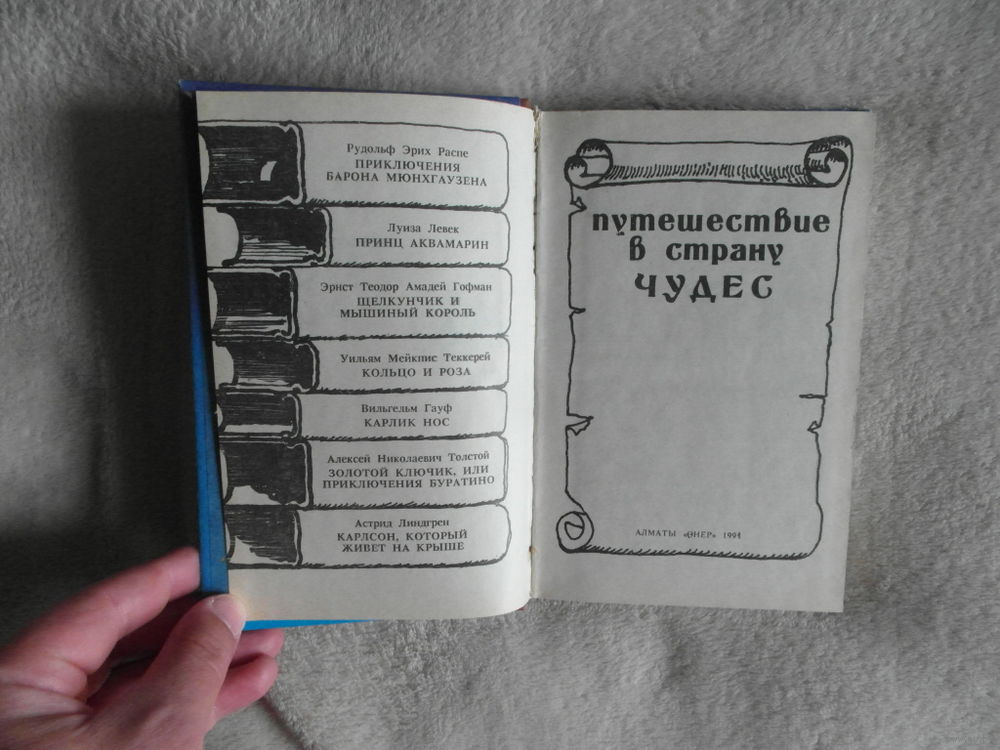 Рудольф Эрих Распе
ПРИКЛЮЧЕНИЯ
БАРОНА МЮНХГАУЗЕНА
Луиза Левек
ПРИНЦ АКВАМАРИН
Эрнст Теодор Амадей Гофман
ЩЕЛКУНЧИК И
МЫШИНЫЙ КОРОЛЬ
Уильям Мейкпис Теккерей
КОЛЬЦО И РОЗА
Вильгельм Гауф
КАРЛИК НОС
Алексей Николаевич Толстой
ЗОЛОТОЙ КЛЮЧИК, ИЛИ
ПРИКЛЮЧЕНИЯ БУРАТИНО
Астрид Линдгрен
КАРЛСОН, КОТОРЫЙ
ЖИВЕТ НА КРЫШЕ
путешествие
в страну
ЧУДЕС
АЛМАТЫ «ӨНЕР» 1994